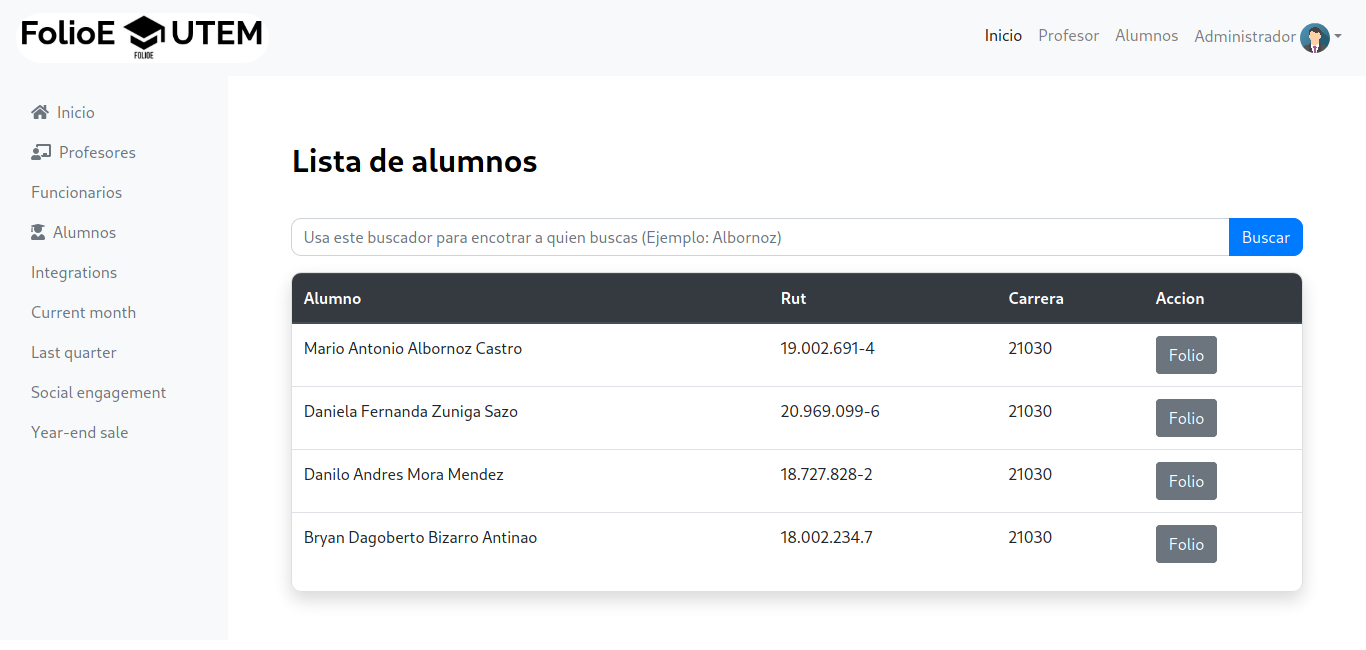 FolioE UTEM
FOLIOE
Inicio Profesor Alumnos Administrador
Inicio
Profesores
Funcionarios
Alumnos
Integrations
Current month
Last quarter
Social engagement
Year-end sale
Lista de alumnos
Usa este buscador para encotrar a quien buscas (Ejemplo: Albornoz) Buscar
Alumno Rut Carrera Accion
Mario Antonio Albornoz Castro 19.002.691-4 21030 Folio
Daniela Fernanda Zuniga Sazo 20.969.099-6 21030 Folio
Danilo Andres Mora Mendez 18.727.828-2 21030 Folio
Bryan Dagoberto Bizarro Antinao 18.002.234.7 21030 Folio